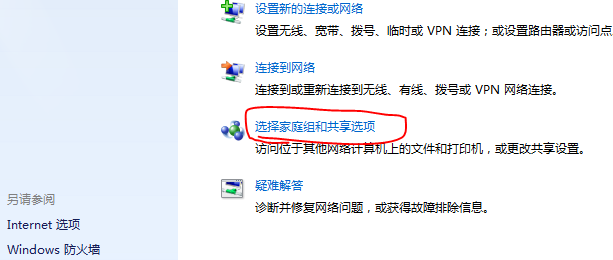 设置新的连接或网络
设置无线、宽带、拨号、临时或 VPN 连接；或设置路由器或访问点
连接到网络
连接到或重新连接到无线、有线、拨号或 VPN 网络连接。
选择家庭组和共享选项
访问位于其他网络计算机上的文件和打印机，或更改共享设置。
疑难解答
诊断并修复网络问题，或获得故障排除信息。
另请参阅
Internet 选项
Windows 防火墙